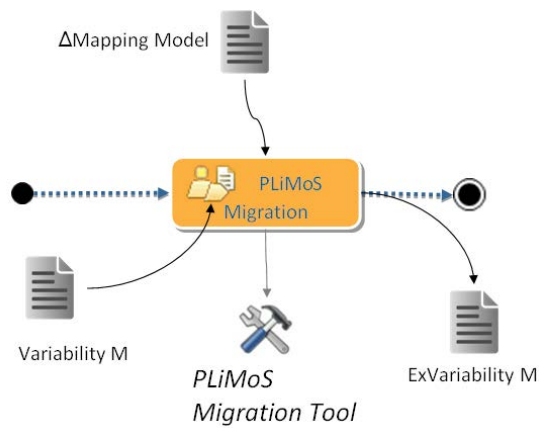 ΔMapping Model
PLiMoS
Migration
Variability M
ExVariability M
PLiMoS
Migration Tool